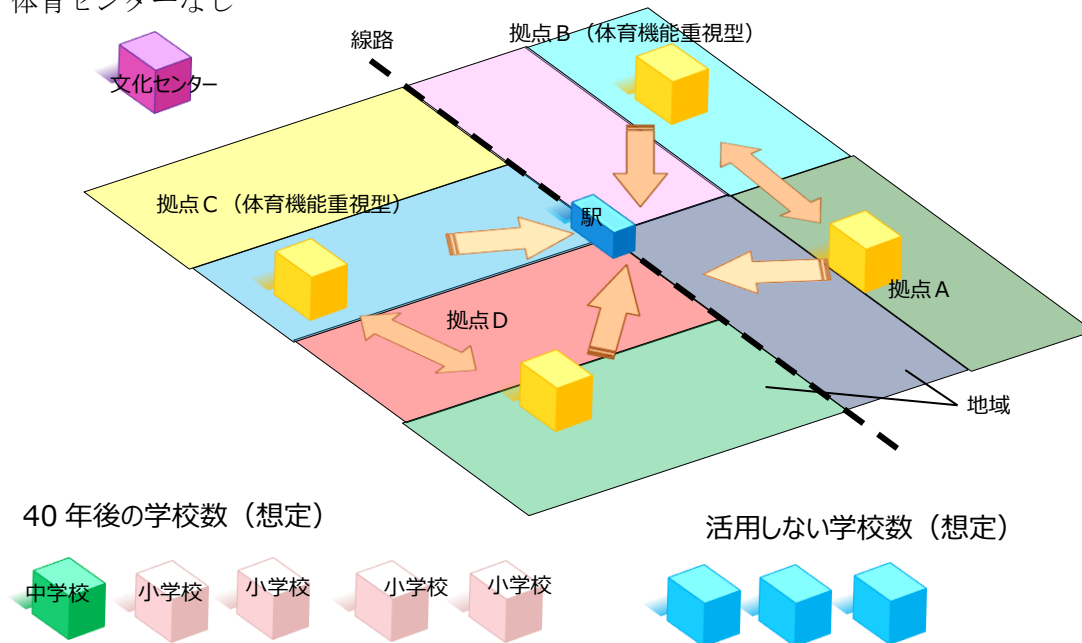 体育センターなし
線路
拠点B（体育機能重視型）
文化センター
拠点C（体育機能重視型）
駅
拠点A
拠点D
地域
40年後の学校数（想定）
活用しない学校数（想定）
中学校
小学校
小学校
小学校
小学校